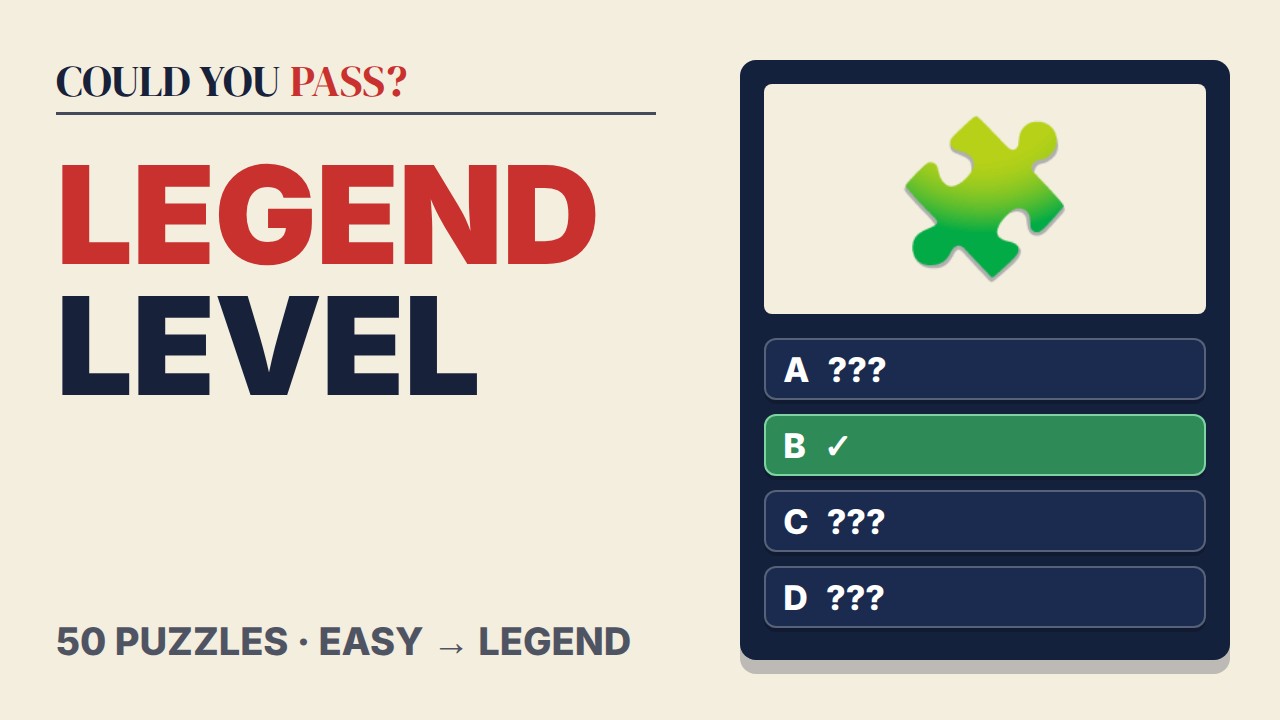 COULD YOU PASS?
LEGEND
LEVEL
50 PUZZLES · EASY → LEGEND
A ???
B ✓
C ???
D ???